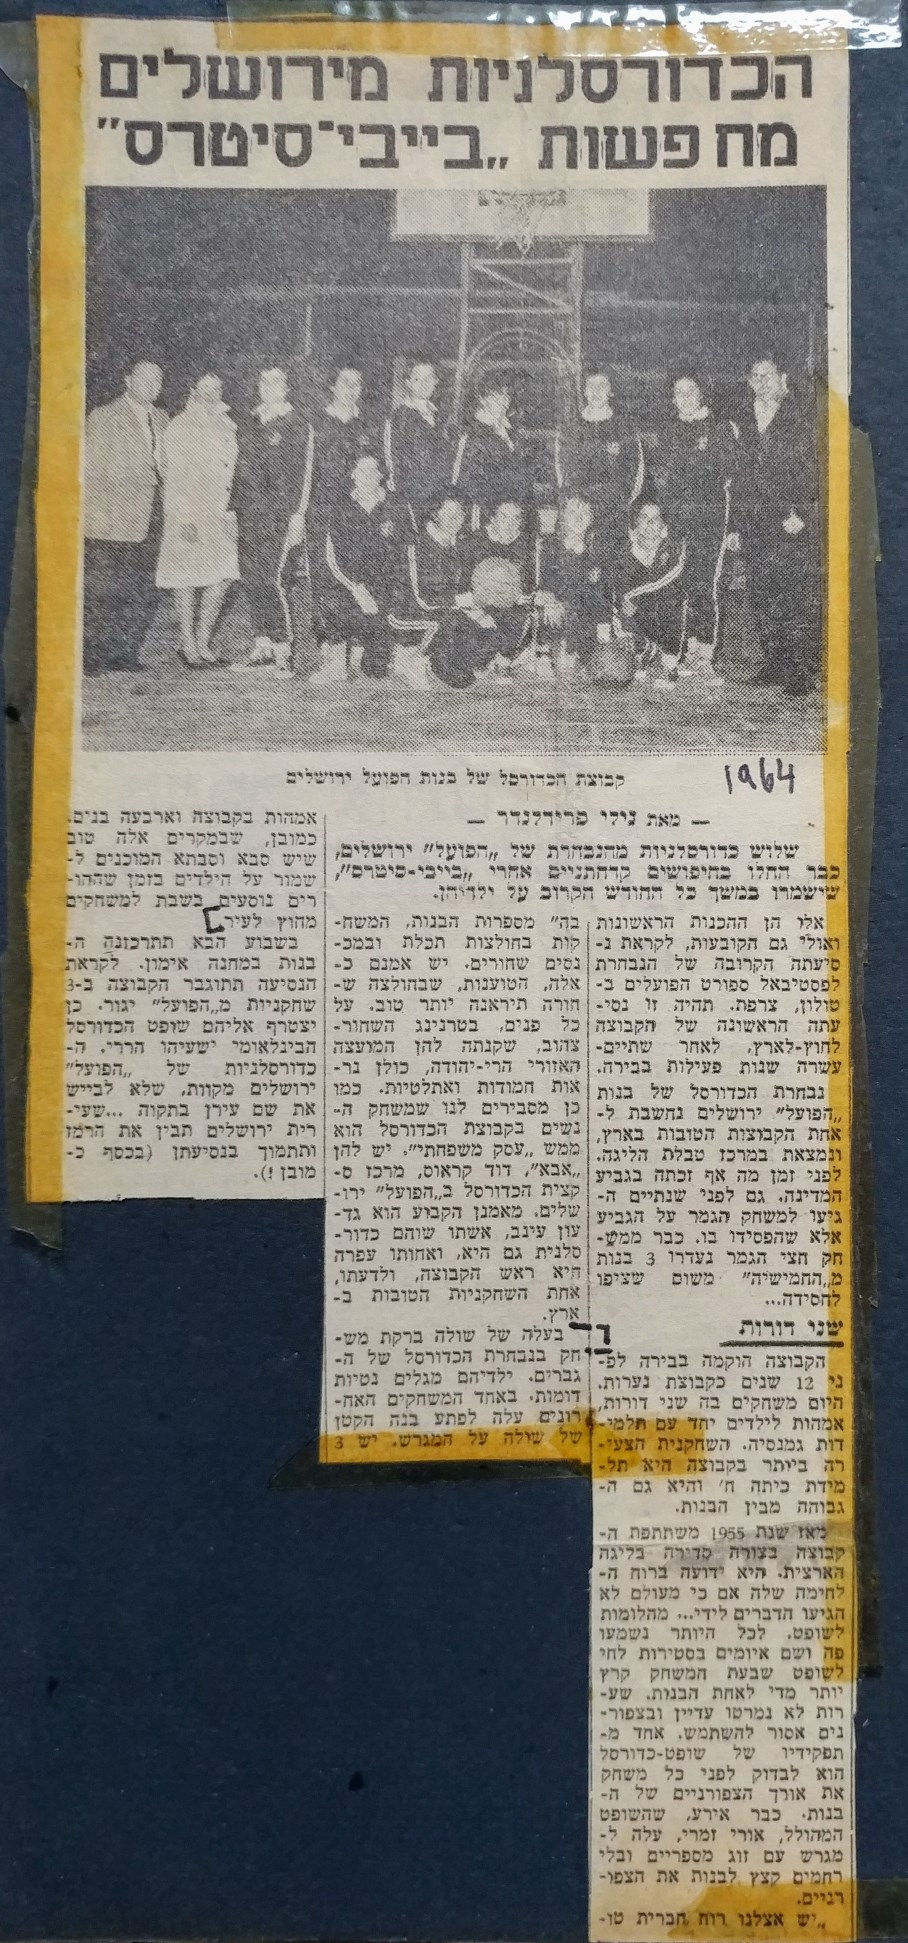 הכדורסלניות מירושלים
מחפשות „בייבי־סיטרס"
קבוצת הכדורסל של בנות הפועל ירושלים
1964
— מאת נילי פרידלנדר —
שלוש כדורסלניות מהנבחרת של „הפועל" ירושלים,
כבר החלו בחיפושים קדחתניים אחרי „בייבי-סיטרס",
שישמרו במשך כל החודש הקרוב על ילדיהן.
אלו הן ההכנות הראשונות
ואולי גם הקובעות, לקראת נ-
סיעתה הקרובה של הנבחרת
לפסטיבאל ספורט הפועלים ב-
טולון, צרפת. תהיה זו נסי-
עתה הראשונה של הקבוצה
לחוץ-לארץ, לאחר שתיים-
עשרה שנות פעילות בבירה.
נבחרת הכדורסל של בנות
„הפועל" ירושלים נחשבת ל-
אחת הקבוצות הטובות בארץ,
ונמצאת במרכז טבלת הליגה.
לפני זמן מה אף זכתה בגביע
המדינה. גם לפני שנתיים ה-
גיעו למשחק הגמר על הגביע
אלא שהפסידו בו. כבר ממש-
חק חצי הגמר נעדרו 3 בנות
מ„החמישיה" משום שציפו
לחסידה...
שני דורות
הקבוצה הוקמה בבירה לפ-
ני 12 שנים כקבוצת נערות.
היום משחקים בה שני דורות,
אמהות לילדים יחד עם תלמי-
דות גמנסיה. השחקנית הצעי-
רה ביותר בקבוצה היא תל-
מידת כיתה ח' והיא גם ה-
גבוהה מבין הבנות.
מאז שנת 1955 משתתפת ה-
קבוצה בצורה סדירה בליגה
הארצית. היא ידועה ברוח ה-
לחימה שלה אם כי מעולם לא
הגיעו הדברים לידי... מהלומות
לשופט. לכל היותר נשמעו
פה ושם איומים בסטירות לחי
לשופט שבעת המשחק קרץ
יותר מדי לאחת הבנות. שע-
רות לא נמרטו עדיין ובצפור-
נים אסור להשתמש. אחד מ-
תפקידיו של שופט-כדורסל
הוא לבדוק לפני כל משחק
את אורך הצפורניים של ה-
בנות. כבר אירע, שהשופט
המהולל, אורי זמרי, עלה ל-
מגרש עם זוג מספריים ובלי
רחמים קצץ לבנות את הצפו-
רניים.
„יש אצלנו רוח חברית טו-
בה" מספרות הבנות, המשח-
קות בחולצות תכלת ובמכ-
נסים שחורים. יש אמנם כ-
אלה, הטוענות, שבחולצה ש-
חורה תיראנה יותר טוב. על
כל פנים, בטרנינג השחור-
צהוב, שקנתה להן המועצה
האזורי הרי-יהודה, כולן נר-
אות חמודות ואתלטיות. כמו
כן מסבירים לנו שמשחק ה-
נשים בקבוצת הכדורסל הוא
ממש „עסק משפחתי". יש להן
„אבא", דוד קראוס, מרכז ס-
קצית הכדורסל ב„הפועל" ירו-
שלים. מאמנן הקבוע הוא גד-
עון עינב, אשתו שוהם כדור-
סלנית גם היא, ואחותו עפרה
היא ראש הקבוצה, ולדעתו,
אחת השחקניות הטובות ב-
ארץ.
בעלה של שולה ברקת מש-
חק בנבחרת הכדורסל של ה-
גברים. ילדיהם מגלים נטיות
דומות. באחד המשחקים האח-
רונים עלה לפתע בנה הקטן
של שולה על המגרש. יש 3
אמהות בקבוצה וארבעה בנים.
כמובן, שבמקרים אלה טוב
שיש סבא וסבתא המוכנים ל-
שמור על הילדים בזמן שההו-
רים נוסעים בשבת למשחקים
מחוץ לעיר.
בשבוע הבא תתרכזנה ה-
בנות במחנה אימון. לקראת
הנסיעה תתוגבר הקבוצה ב-3
שחקניות מ„הפועל" יגור. כן
יצטרף אליהם שופט הכדורסל
הבינלאומי ישעיהו הררי. ה-
כדורסלניות של „הפועל"
ירושלים מקוות, שלא לבייש
את שם עירן בתקוה ...שעי-
רית ירושלים תבין את הרמז
ותתמוך בנסיעתן (בכסף כ-
מובן !).